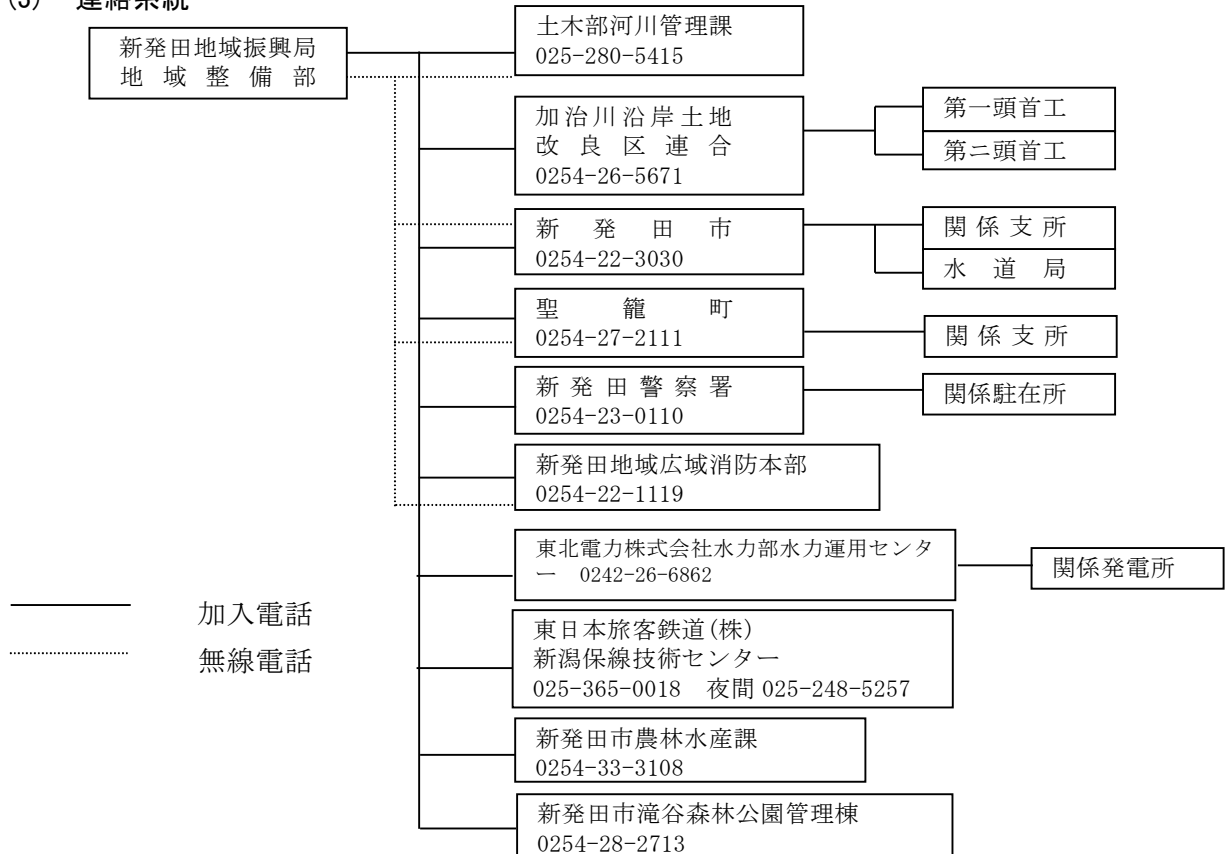 (3) 連絡系統
新発田地域振興局
地域整備部
土木部河川管理課
025-280-5415
加治川沿岸土地
改良区連合
0254-26-5671
第一頭首工
第二頭首工
新発田市
0254-22-3030
関係支所
水道局
聖籠町
0254-27-2111
関係支所
新発田警察署
0254-23-0110
関係駐在所
新発田地域広域消防本部
0254-22-1119
東北電力株式会社水力部水力運用センタ
ー 0242-26-6862
関係発電所
東日本旅客鉄道(株)
新潟保線技術センター
025-365-0018 夜間 025-248-5257
新発田市農林水産課
0254-33-3108
新発田市滝谷森林公園管理棟
0254-28-2713
加入電話
無線電話